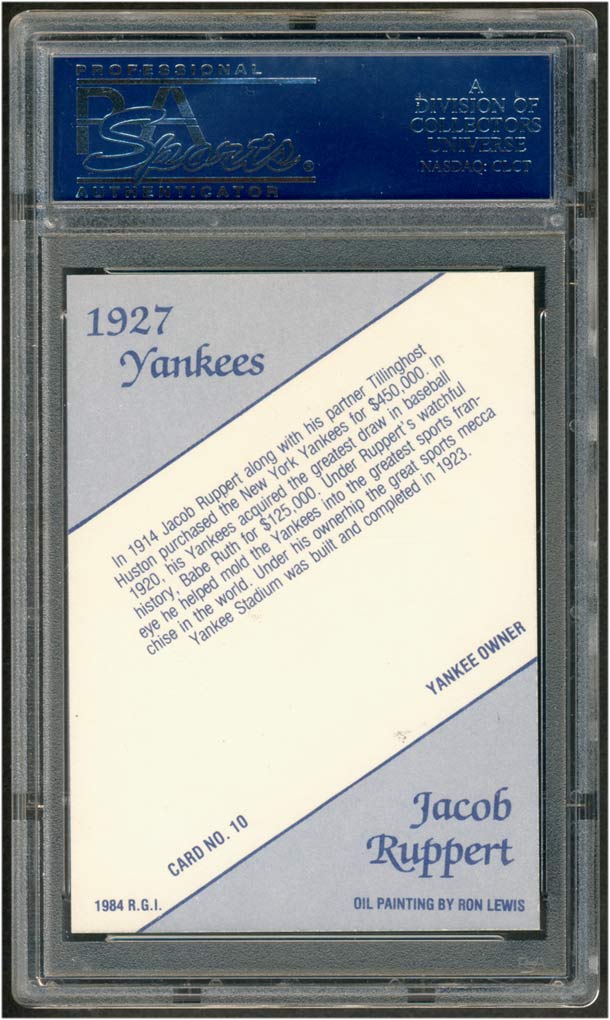 PROFESSIONAL
PSA
Sports
AUTHENTICATOR
A
DIVISION OF
COLLECTORS
UNIVERSE
NASDAQ: CLCT
1927
Yankees
In 1914 Jacob Ruppert along with his partner Tillinghost
Huston purchased the New York Yankees for $450,000. In
1920, his Yankees acquired the greatest draw in baseball
history, Babe Ruth for $125,000. Under Ruppert's watchful
eye he helped mold the Yankees into the greatest sports fran-
chise in the world. Under his ownerhip the great sports mecca
Yankee Stadium was built and completed in 1923.
YANKEE OWNER
CARD NO. 10
Jacob
Ruppert
1984 R.G.I.
OIL PAINTING BY RON LEWIS
PSA